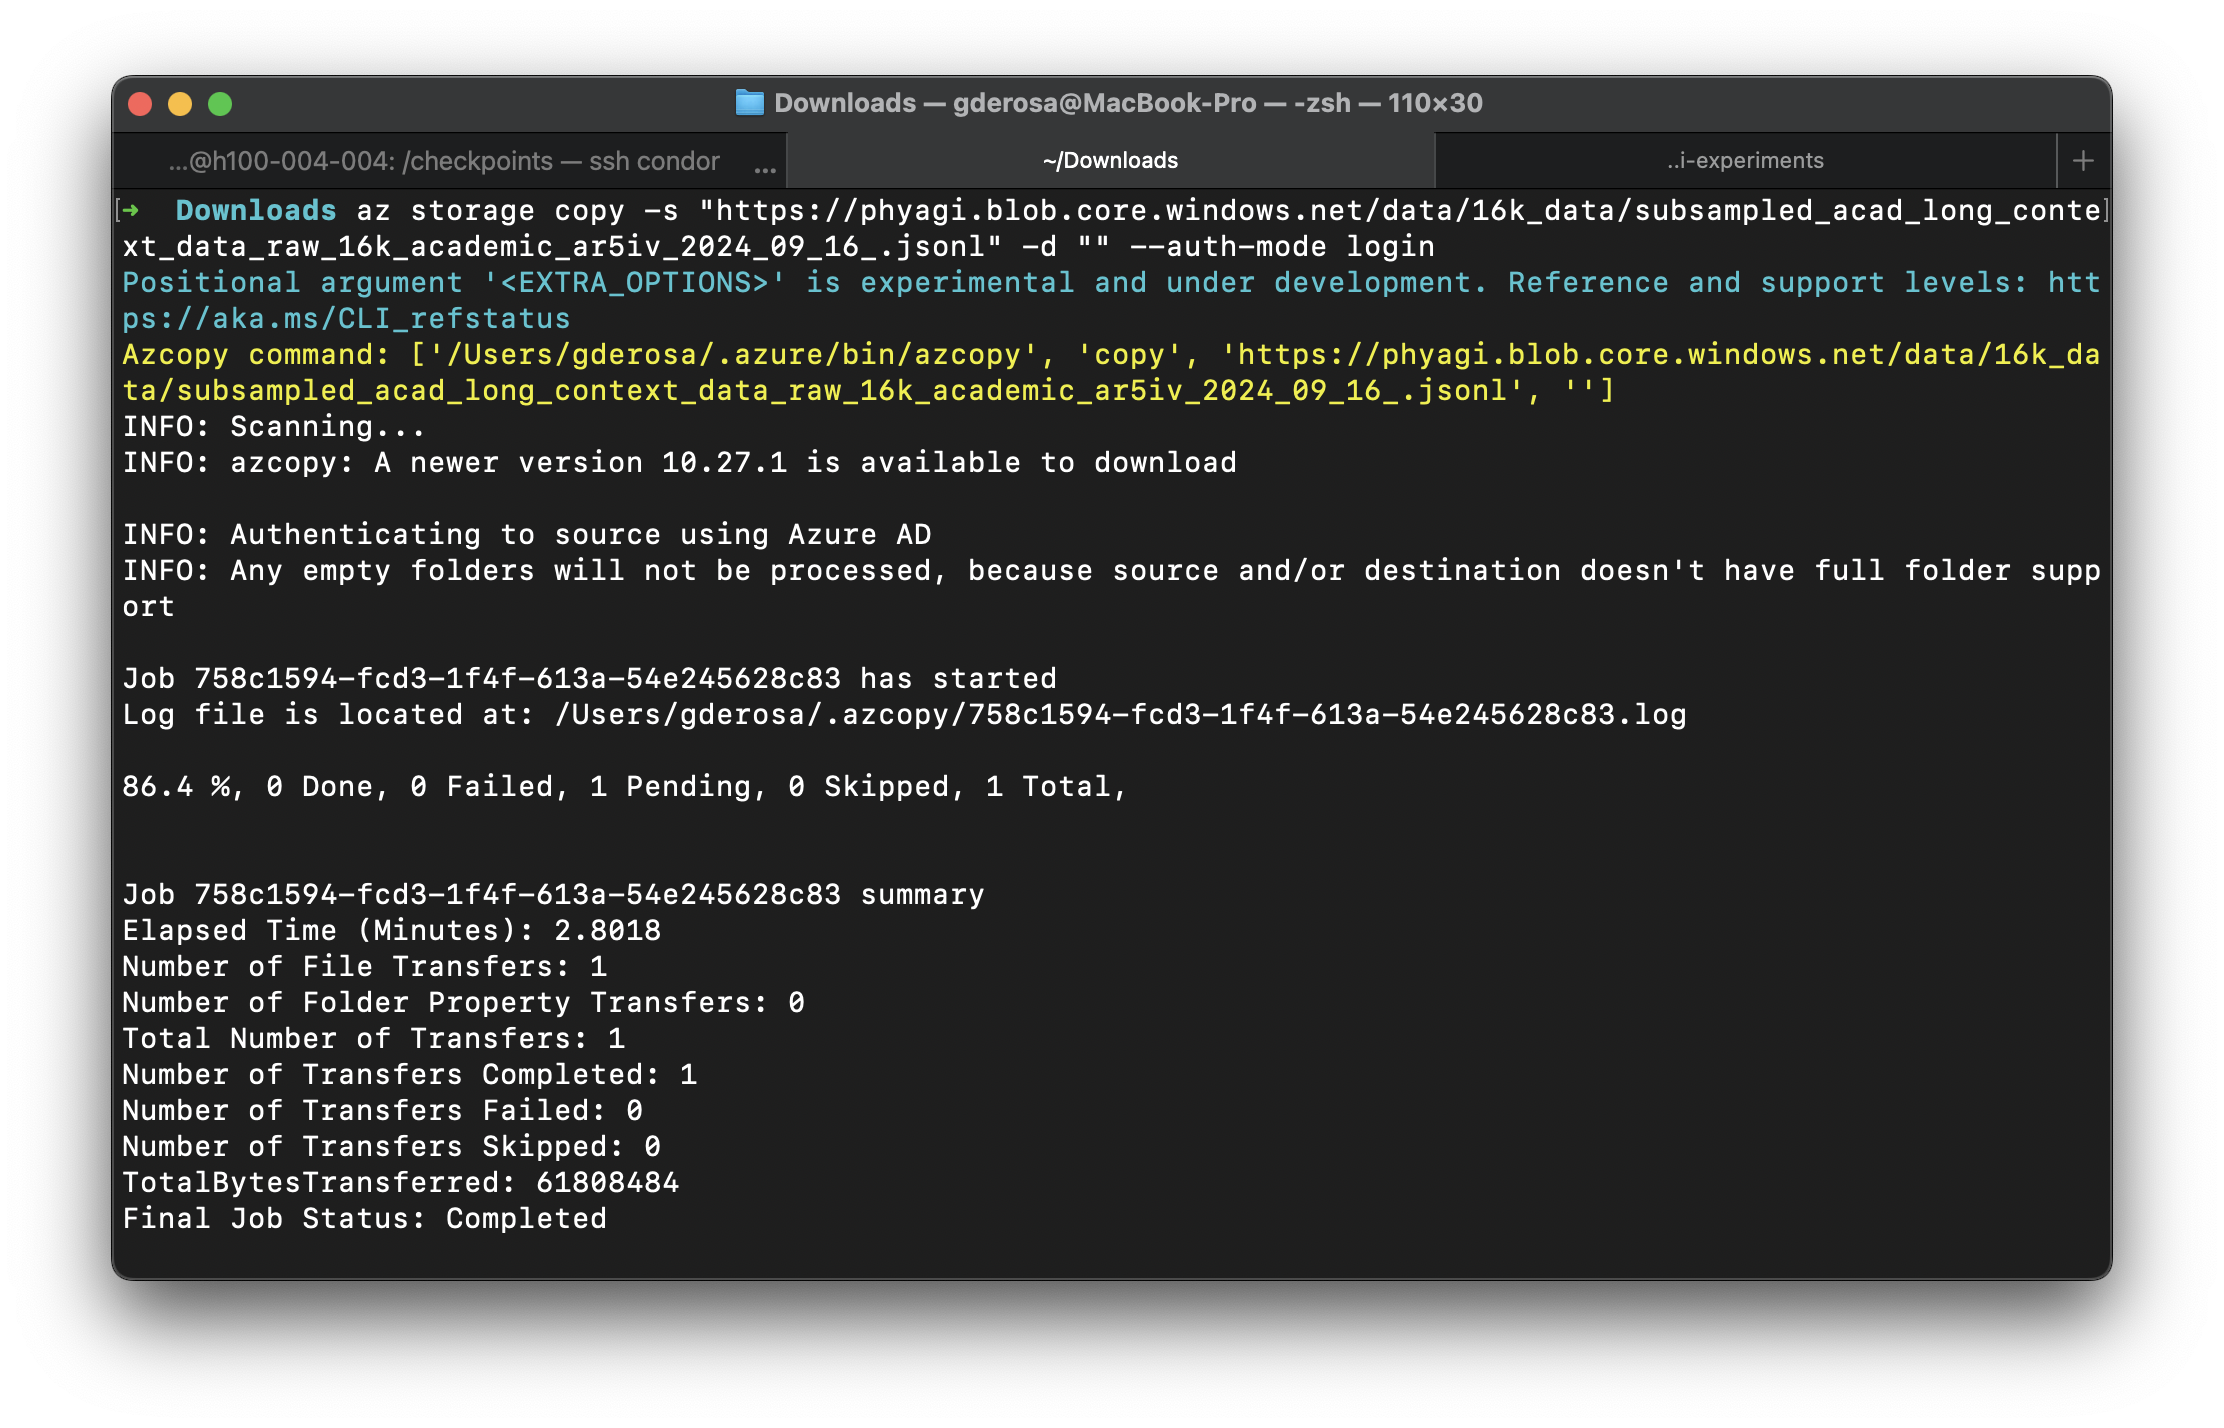 Downloads — gderosa@MacBook-Pro — -zsh — 110×30
...@h100-004-004: /checkpoints — ssh condor ...
~/Downloads
..i-experiments
+
[➜  Downloads az storage copy -s "https://phyagi.blob.core.windows.net/data/16k_data/subsampled_acad_long_conte]
xt_data_raw_16k_academic_ar5iv_2024_09_16_.jsonl" -d "" --auth-mode login
Positional argument '<EXTRA_OPTIONS>' is experimental and under development. Reference and support levels: htt
ps://aka.ms/CLI_refstatus
Azcopy command: ['/Users/gderosa/.azure/bin/azcopy', 'copy', 'https://phyagi.blob.core.windows.net/data/16k_da
ta/subsampled_acad_long_context_data_raw_16k_academic_ar5iv_2024_09_16_.jsonl', '']
INFO: Scanning...
INFO: azcopy: A newer version 10.27.1 is available to download
INFO: Authenticating to source using Azure AD
INFO: Any empty folders will not be processed, because source and/or destination doesn't have full folder supp
ort
Job 758c1594-fcd3-1f4f-613a-54e245628c83 has started
Log file is located at: /Users/gderosa/.azcopy/758c1594-fcd3-1f4f-613a-54e245628c83.log
86.4 %, 0 Done, 0 Failed, 1 Pending, 0 Skipped, 1 Total,
Job 758c1594-fcd3-1f4f-613a-54e245628c83 summary
Elapsed Time (Minutes): 2.8018
Number of File Transfers: 1
Number of Folder Property Transfers: 0
Total Number of Transfers: 1
Number of Transfers Completed: 1
Number of Transfers Failed: 0
Number of Transfers Skipped: 0
TotalBytesTransferred: 61808484
Final Job Status: Completed